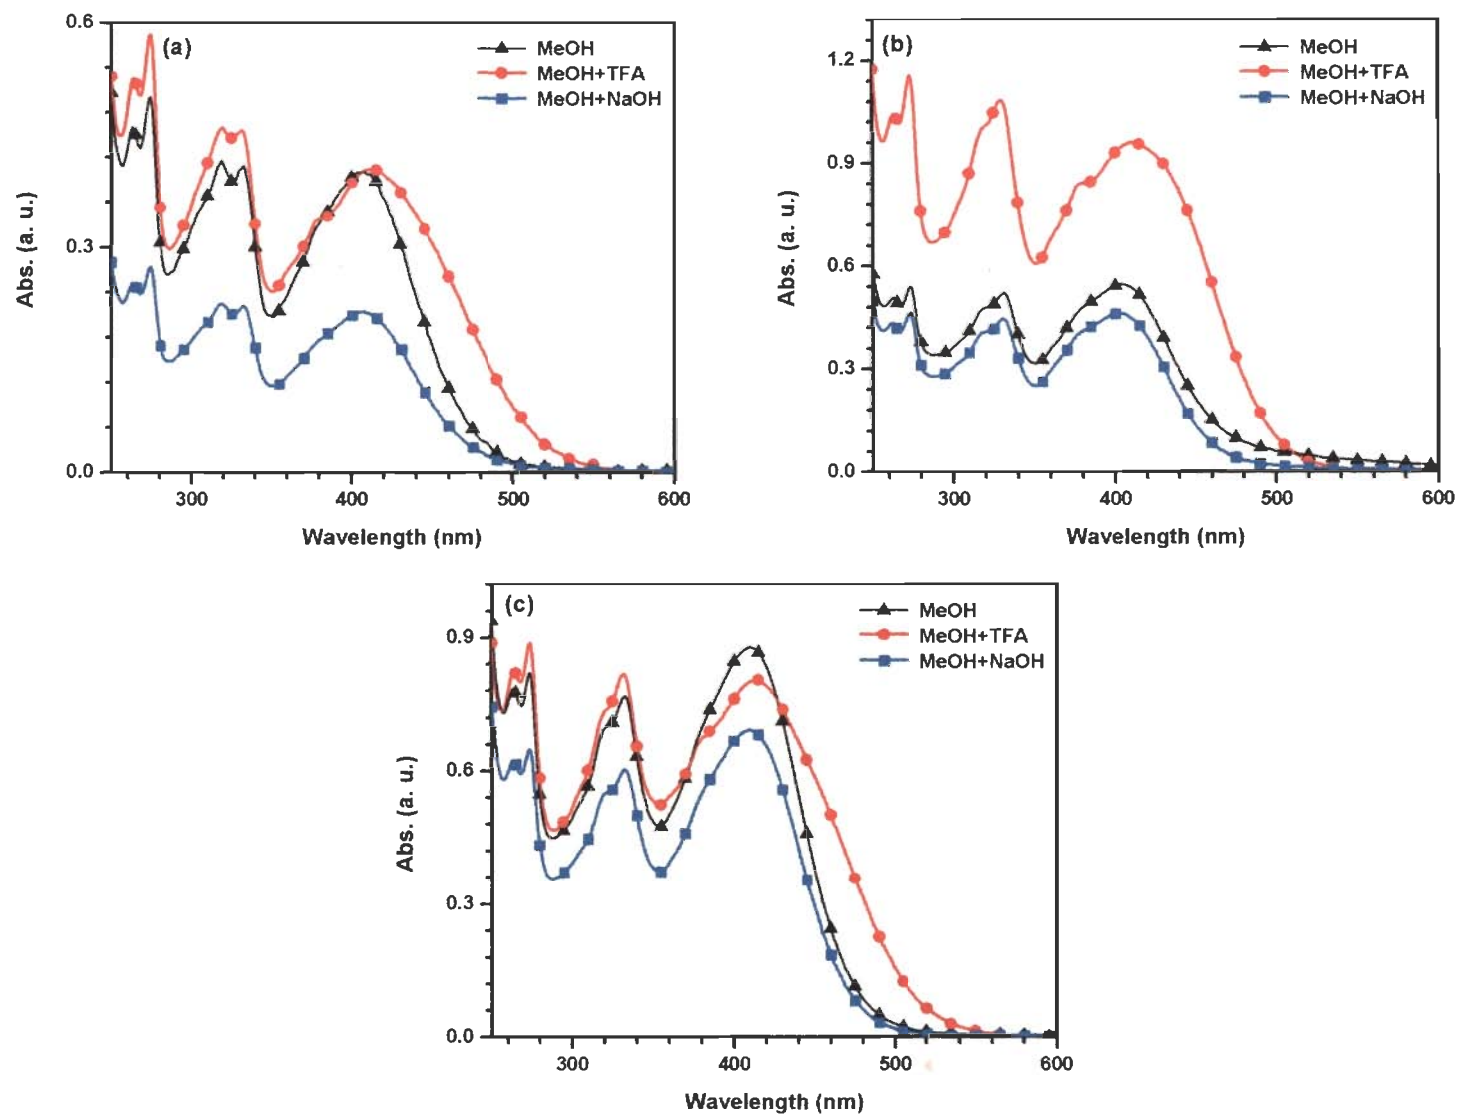 (a)
MeOH
MeOH+TFA
MeOH+NaOH
0.6
0.3
0.0
Abs. (a. u.)
300
400
500
600
Wavelength (nm)
(b)
MeOH
MeOH+TFA
MeOH+NaOH
1.2
0.9
0.6
0.3
0.0
Abs. (a. u.)
300
400
500
600
Wavelength (nm)
(c)
MeOH
MeOH+TFA
MeOH+NaOH
0.9
0.6
0.3
0.0
Abs. (a. u.)
300
400
500
600
Wavelength (nm)